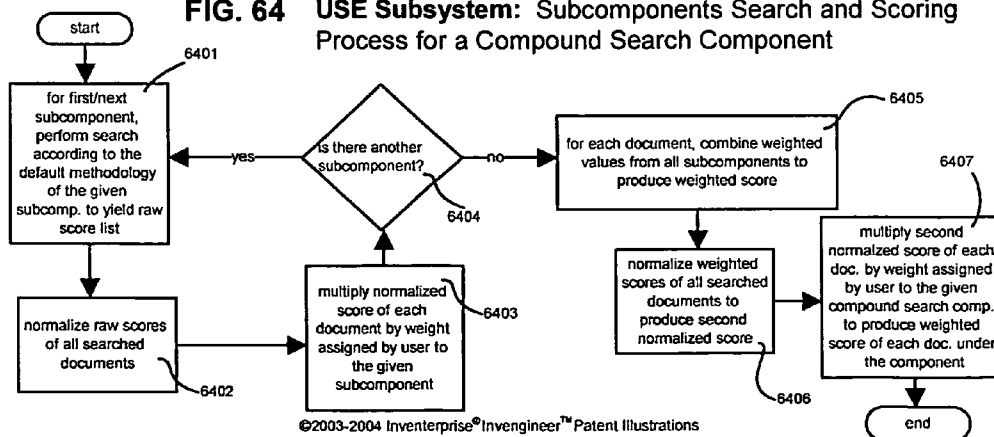 FIG. 64 USE Subsystem: Subcomponents Search and Scoring
Process for a Compound Search Component
start
6401
for first/next
subcomponent,
perform search
according to the
default methodology
of the given
subcomp. to yield raw
score list
normalize raw scores
of all searched
documents
6402
yes
is there another
subcomponent?
6404
no
multiply normalized
score of each
document by weight
assigned by user to
the given
subcomponent
6403
6405
for each document, combine weighted
values from all subcomponents to
produce weighted score
normalize weighted
scores of all searched
documents to
produce second
normalized score
6406
6407
multiply second
normalized score of each
doc. by weight assigned
by user to the given
compound search comp.
to produce weighted
score of each doc. under
the component
end
©2003-2004 Inventerprise® Invengineer™ Patent Illustrations